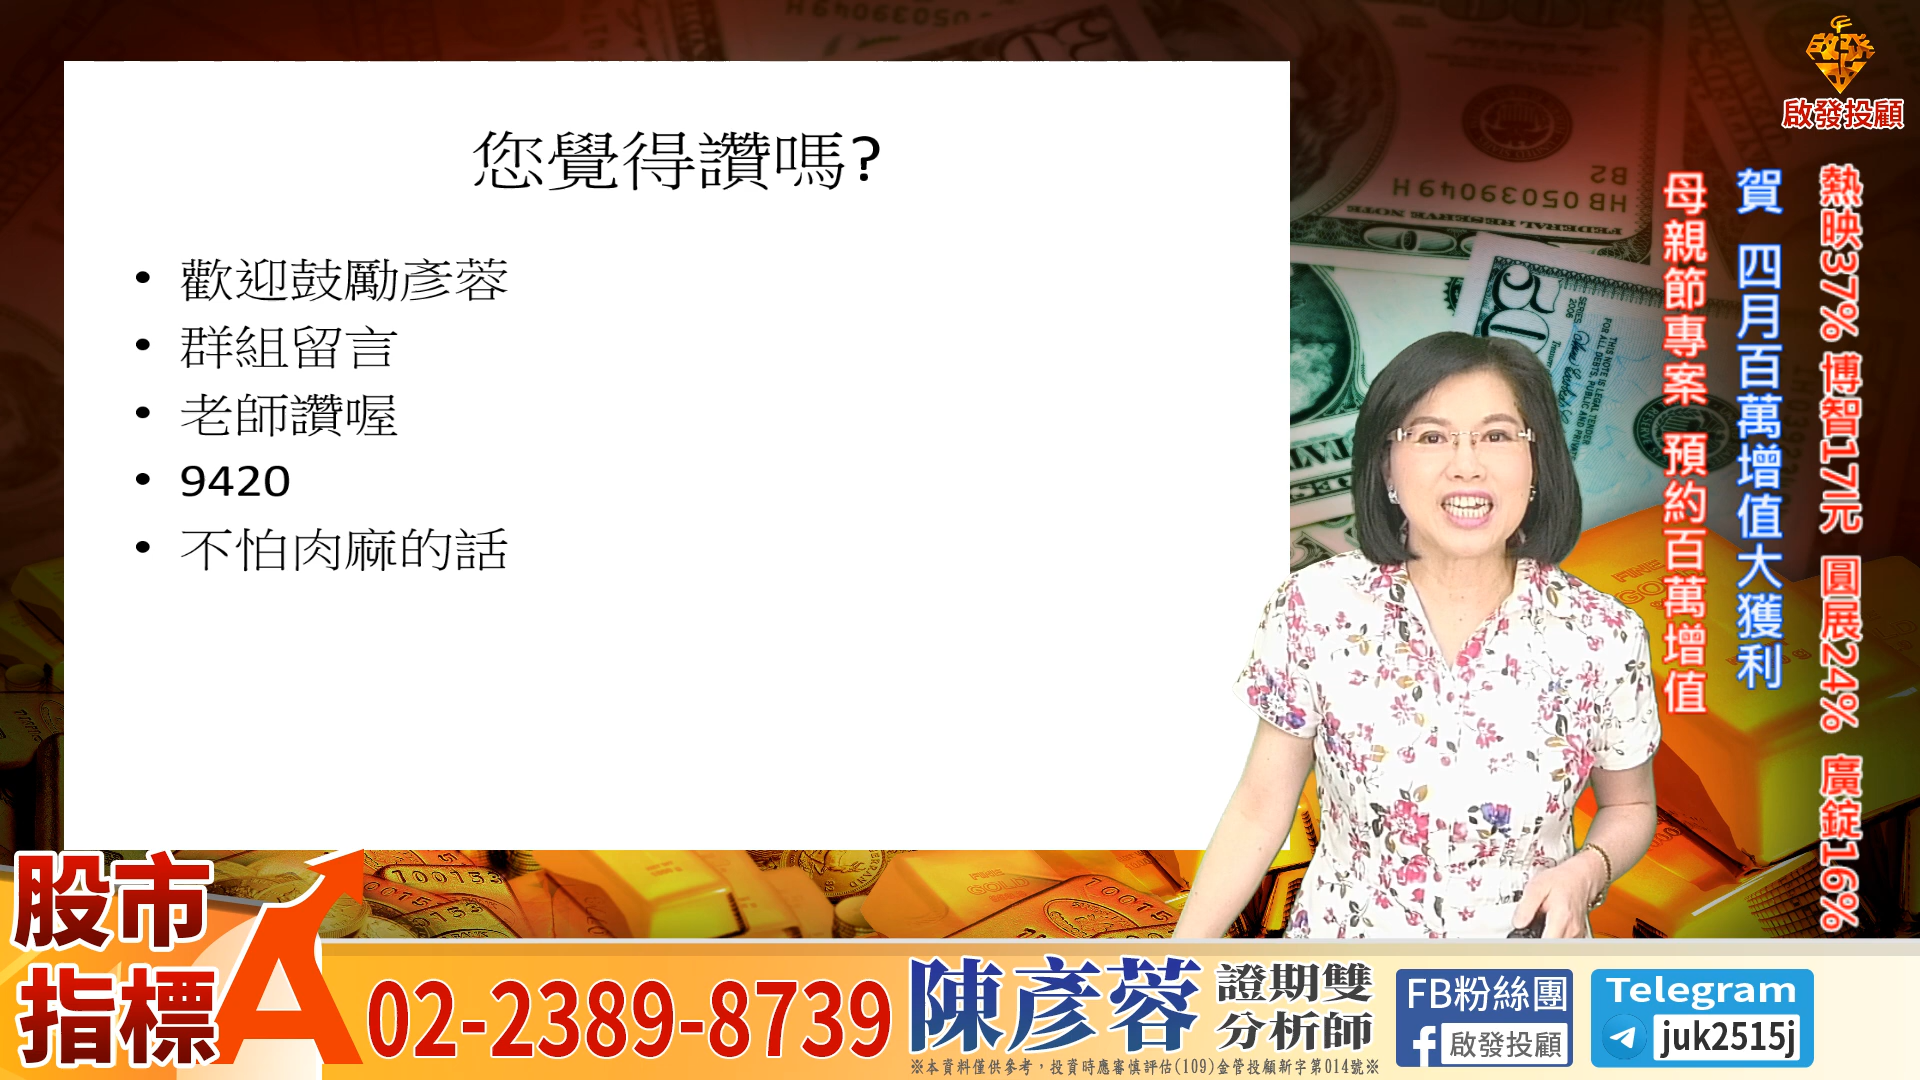 您覺得讚嗎?
• 歡迎鼓勵彥蓉
• 群組留言
• 老師讚喔
• 9420
• 不怕肉麻的話
啟發投顧
熱映37% 博智17元 圓展24% 廣錠16%
賀 四月百萬增值大獲利
母親節專案 預約百萬增值
B2
HB 05039049 H
FEDERAL RESERVE NOTE
股市
指標
A
02-2389-8739
陳彥蓉
證期雙
分析師
※本資料僅供參考,投資時應審慎評估(109)金管投顧新字第014號※
FB粉絲團
啟發投顧
Telegram
juk2515j